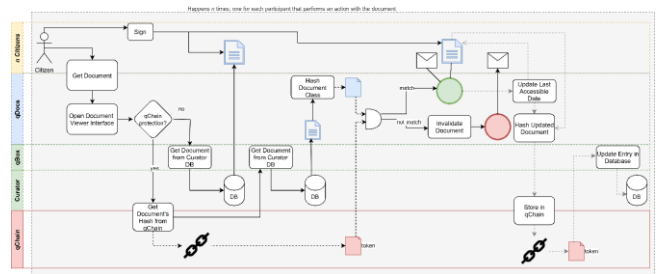 Happens n times, one for each participant that performs an action with the document
n Citizens
Sign
Citizen
Get Document
qDocs
Open Document
Viewer Interface
qChain
protection?
no
yes
Hash
Document
Class
match
not match
Invalidate
Document
Update Last
Accessible
Date
Hash Updated
Document
qBox
Get Document
from Curator
DB
Get Document
from Curator
DB
Update Entry in
Database
Curator
DB
DB
DB
qChain
Get
Document's
Hash from
qChain
token
Store in
qChain
token